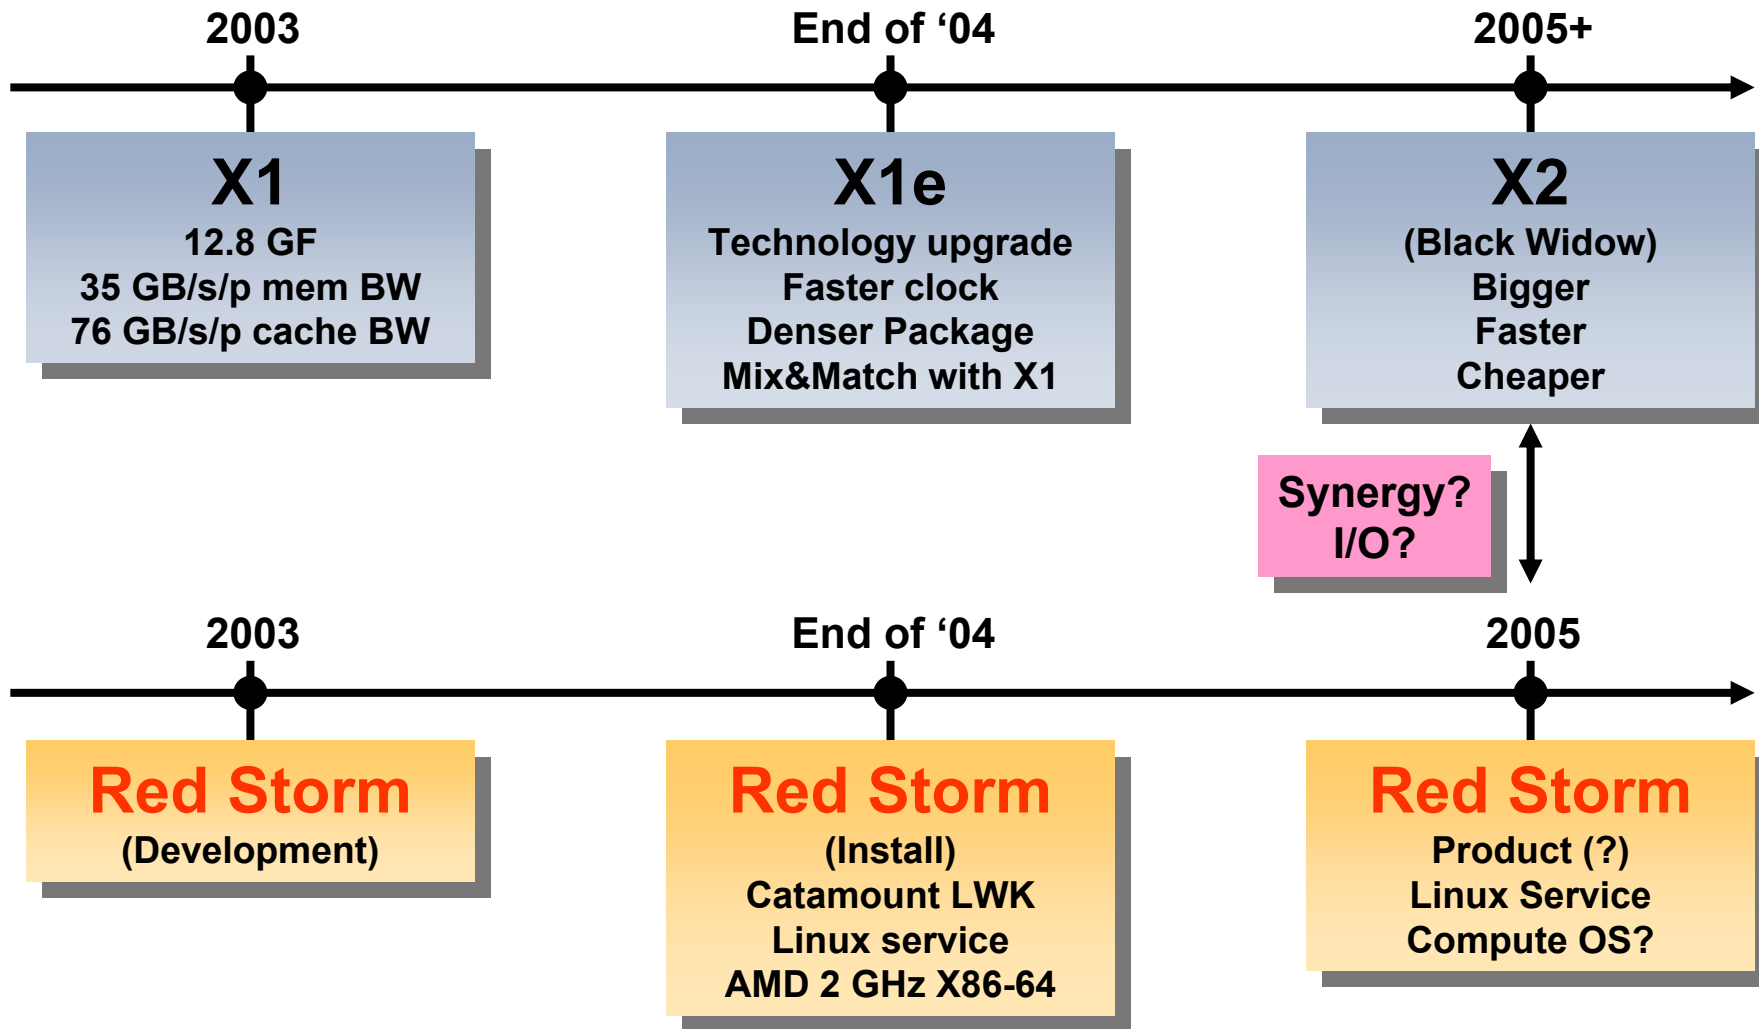 2003
End of ‘04
2005+
X1
12.8 GF
35 GB/s/p mem BW
76 GB/s/p cache BW
X1e
Technology upgrade
Faster clock
Denser Package
Mix&Match with X1
X2
(Black Widow)
Bigger
Faster
Cheaper
Synergy?
I/O?
2003
End of ‘04
2005
Red Storm
(Development)
Red Storm
(Install)
Catamount LWK
Linux service
AMD 2 GHz X86-64
Red Storm
Product (?)
Linux Service
Compute OS?